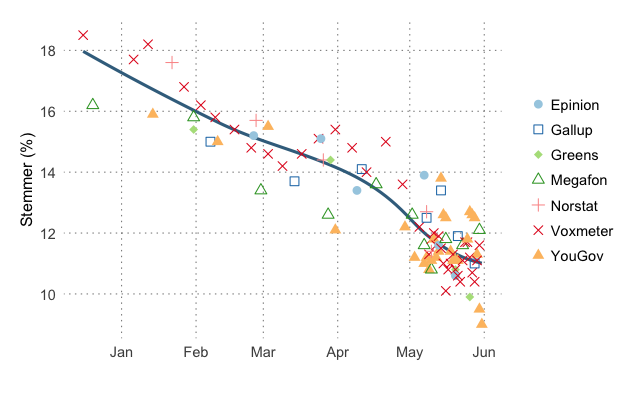 Stemmer (%)
18
16
14
12
10
Jan Feb Mar Apr May Jun
Epinion
Gallup
Greens
Megafon
Norstat
Voxmeter
YouGov